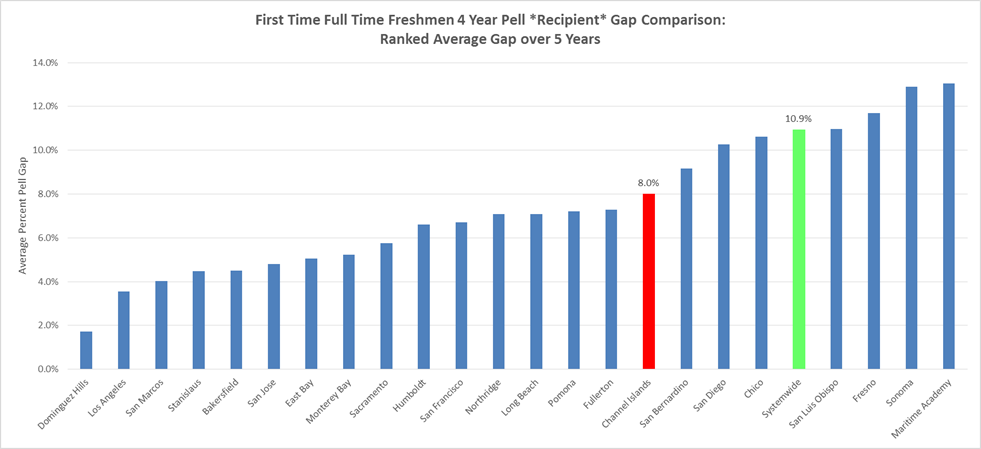 First Time Full Time Freshmen 4 Year Pell *Recipient* Gap Comparison:
Ranked Average Gap over 5 Years
Average Percent Pell Gap
14.0%
12.0%
10.0%
8.0%
6.0%
4.0%
2.0%
0.0%
8.0%
10.9%
Dominguez Hills
Los Angeles
San Marcos
Stanislaus
Bakersfield
San Jose
East Bay
Monterey Bay
Sacramento
Humboldt
San Francisco
Northridge
Long Beach
Pomona
Fullerton
Channel Islands
San Bernardino
San Diego
Chico
Systemwide
San Luis Obispo
Fresno
Sonoma
Maritime Academy